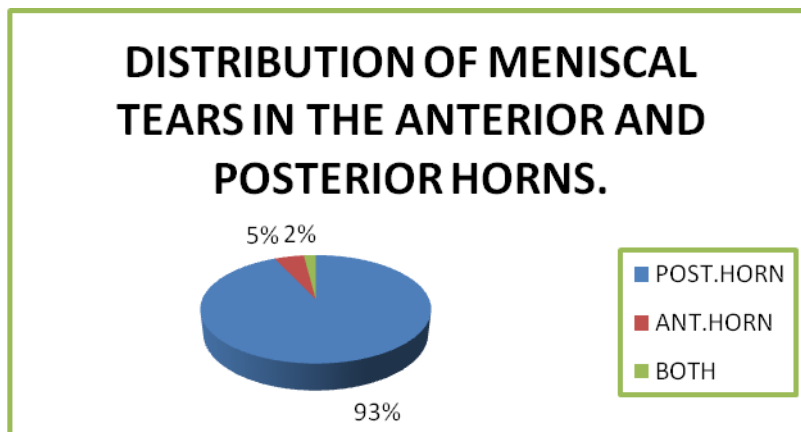 DISTRIBUTION OF MENISCAL
TEARS IN THE ANTERIOR AND
POSTERIOR HORNS.
5% 2%
POST.HORN
ANT.HORN
BOTH
93%